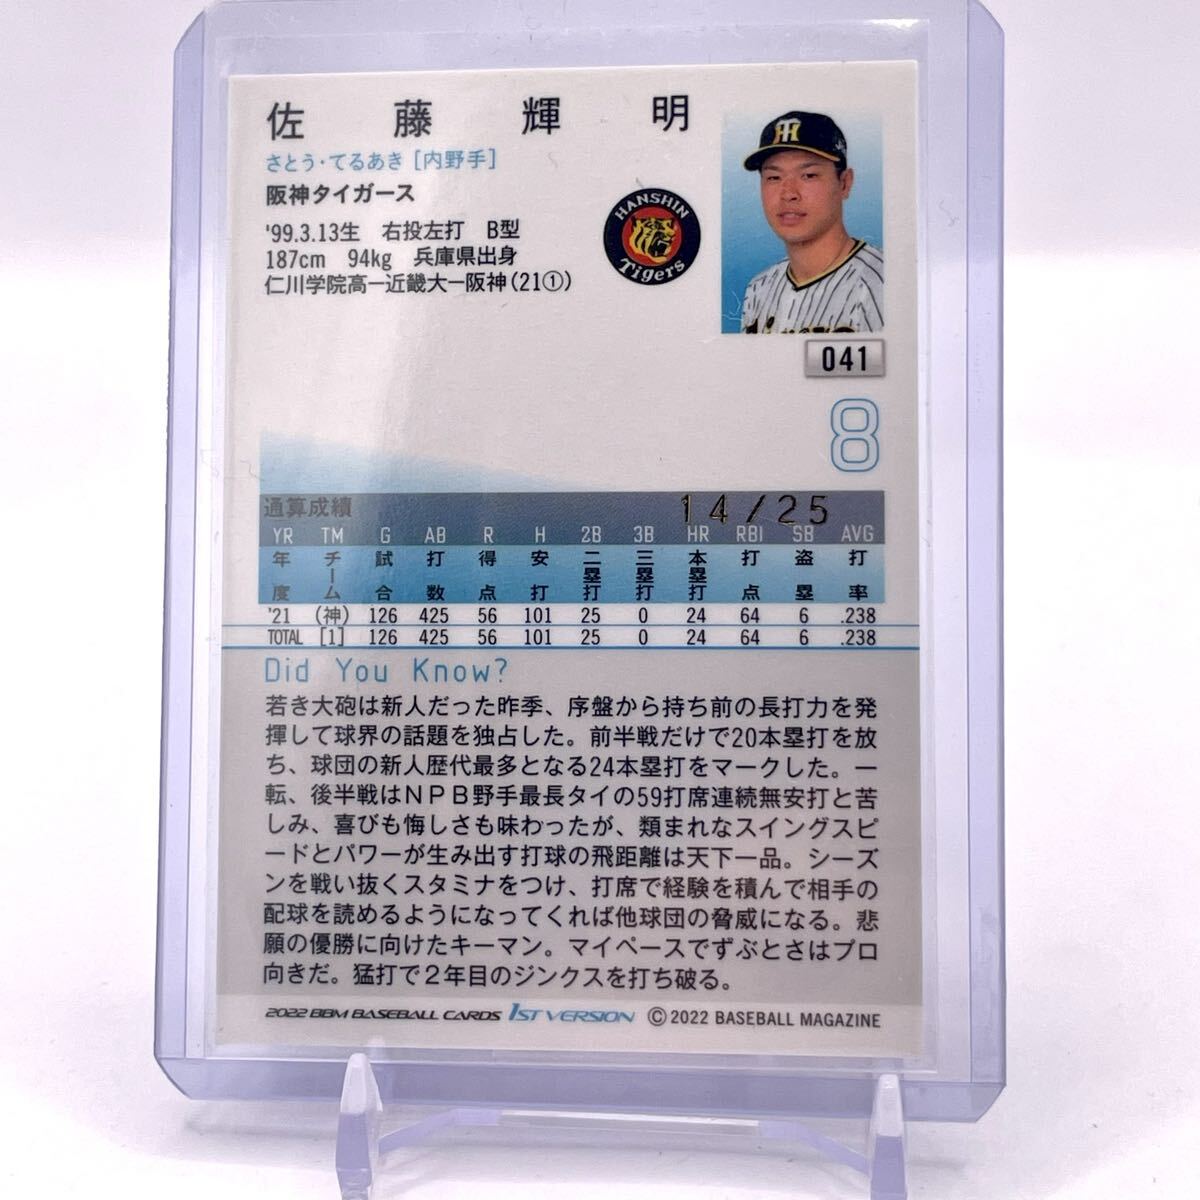 佐藤輝明
さとう・てるあき [内野手]
阪神タイガース
'99.3.13生 右投左打 B型
187cm 94kg 兵庫県出身
仁川学院高ー近畿大ー阪神(21①)
HANSHIN
Tigers
041
8
14/25
通算成績
YR TM G AB R H 2B 3B HR RBI SB AVG
年度 チーム 試合 打数 得点 安打 二塁打 三塁打 本塁打 打点 盗塁 打率
'21 (神) 126 425 56 101 25 0 24 64 6 .238
TOTAL [1] 126 425 56 101 25 0 24 64 6 .238
Did You Know?
若き大砲は新人だった昨季、序盤から持ち前の長打力を発
揮して球界の話題を独占した。前半戦だけで20本塁打を放
ち、球団の新人歴代最多となる24本塁打をマークした。一
転、後半戦はNPB野手最長タイの59打席連続無安打と苦
しみ、喜びも悔しさも味わったが、類まれなスイングスピ
ードとパワーが生み出す打球の飛距離は天下一品。シーズ
ンを戦い抜くスタミナをつけ、打席で経験を積んで相手の
配球を読めるようになってくれば他球団の脅威になる。悲
願の優勝に向けたキーマン。マイペースでずぶとさはプロ
向きだ。猛打で2年目のジンクスを打ち破る。
2022 BBM BASEBALL CARDS 1ST VERSION © 2022 BASEBALL MAGAZINE